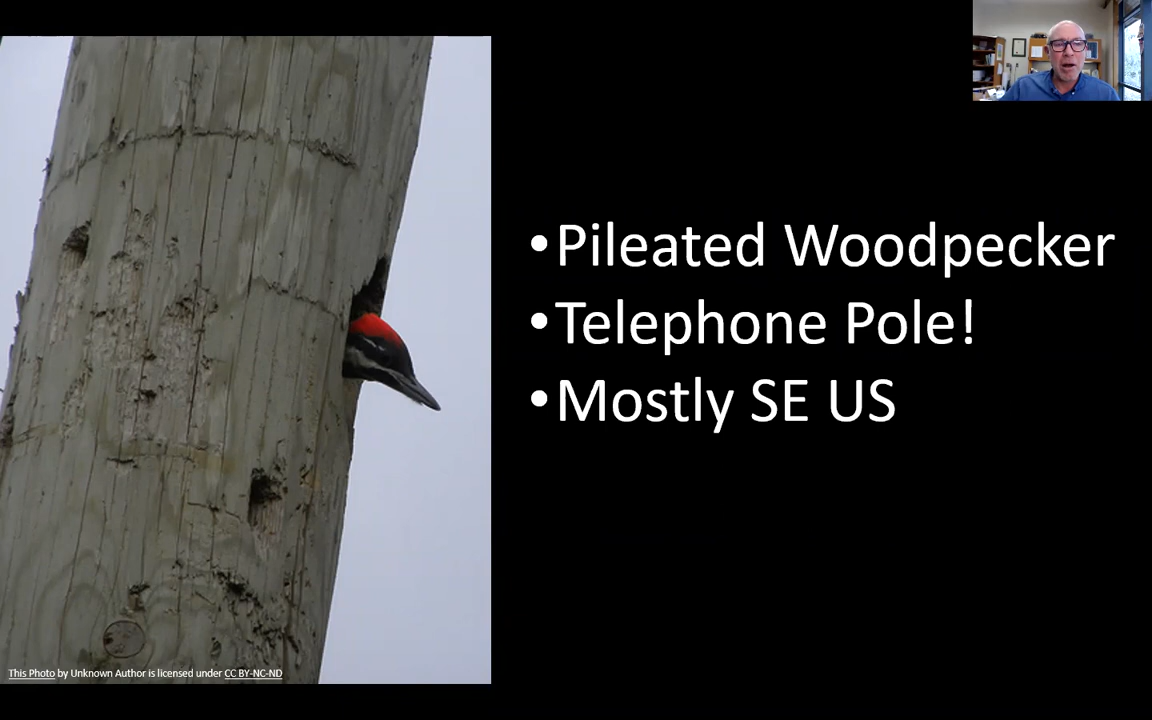 •Pileated Woodpecker
•Telephone Pole!
•Mostly SE US
This Photo by Unknown Author is licensed under CC BY-NC-ND